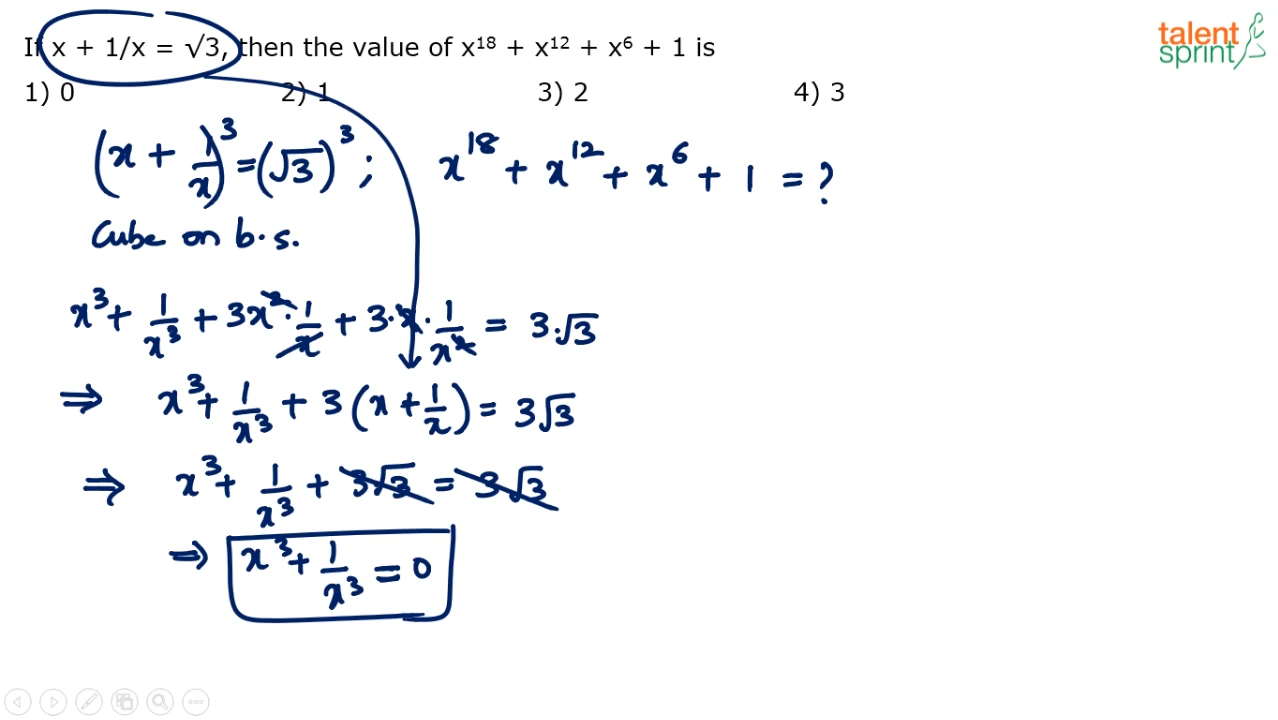 If x + 1/x = √3, then the value of x¹⁸ + x¹² + x⁶ + 1 is
talent
sprint
1) 0 2) 1 3) 2 4) 3
(x + 1/x)³ = (√3)³ ; x¹⁸ + x¹² + x⁶ + 1 = ?
Cube on b.s.
x³ + 1/x³ + 3x²·1/x + 3·x·1/x² = 3·√3
⇒ x³ + 1/x³ + 3(x + 1/x) = 3√3
⇒ x³ + 1/x³ + 3√3 = 3√3
⇒ x³ + 1/x³ = 0